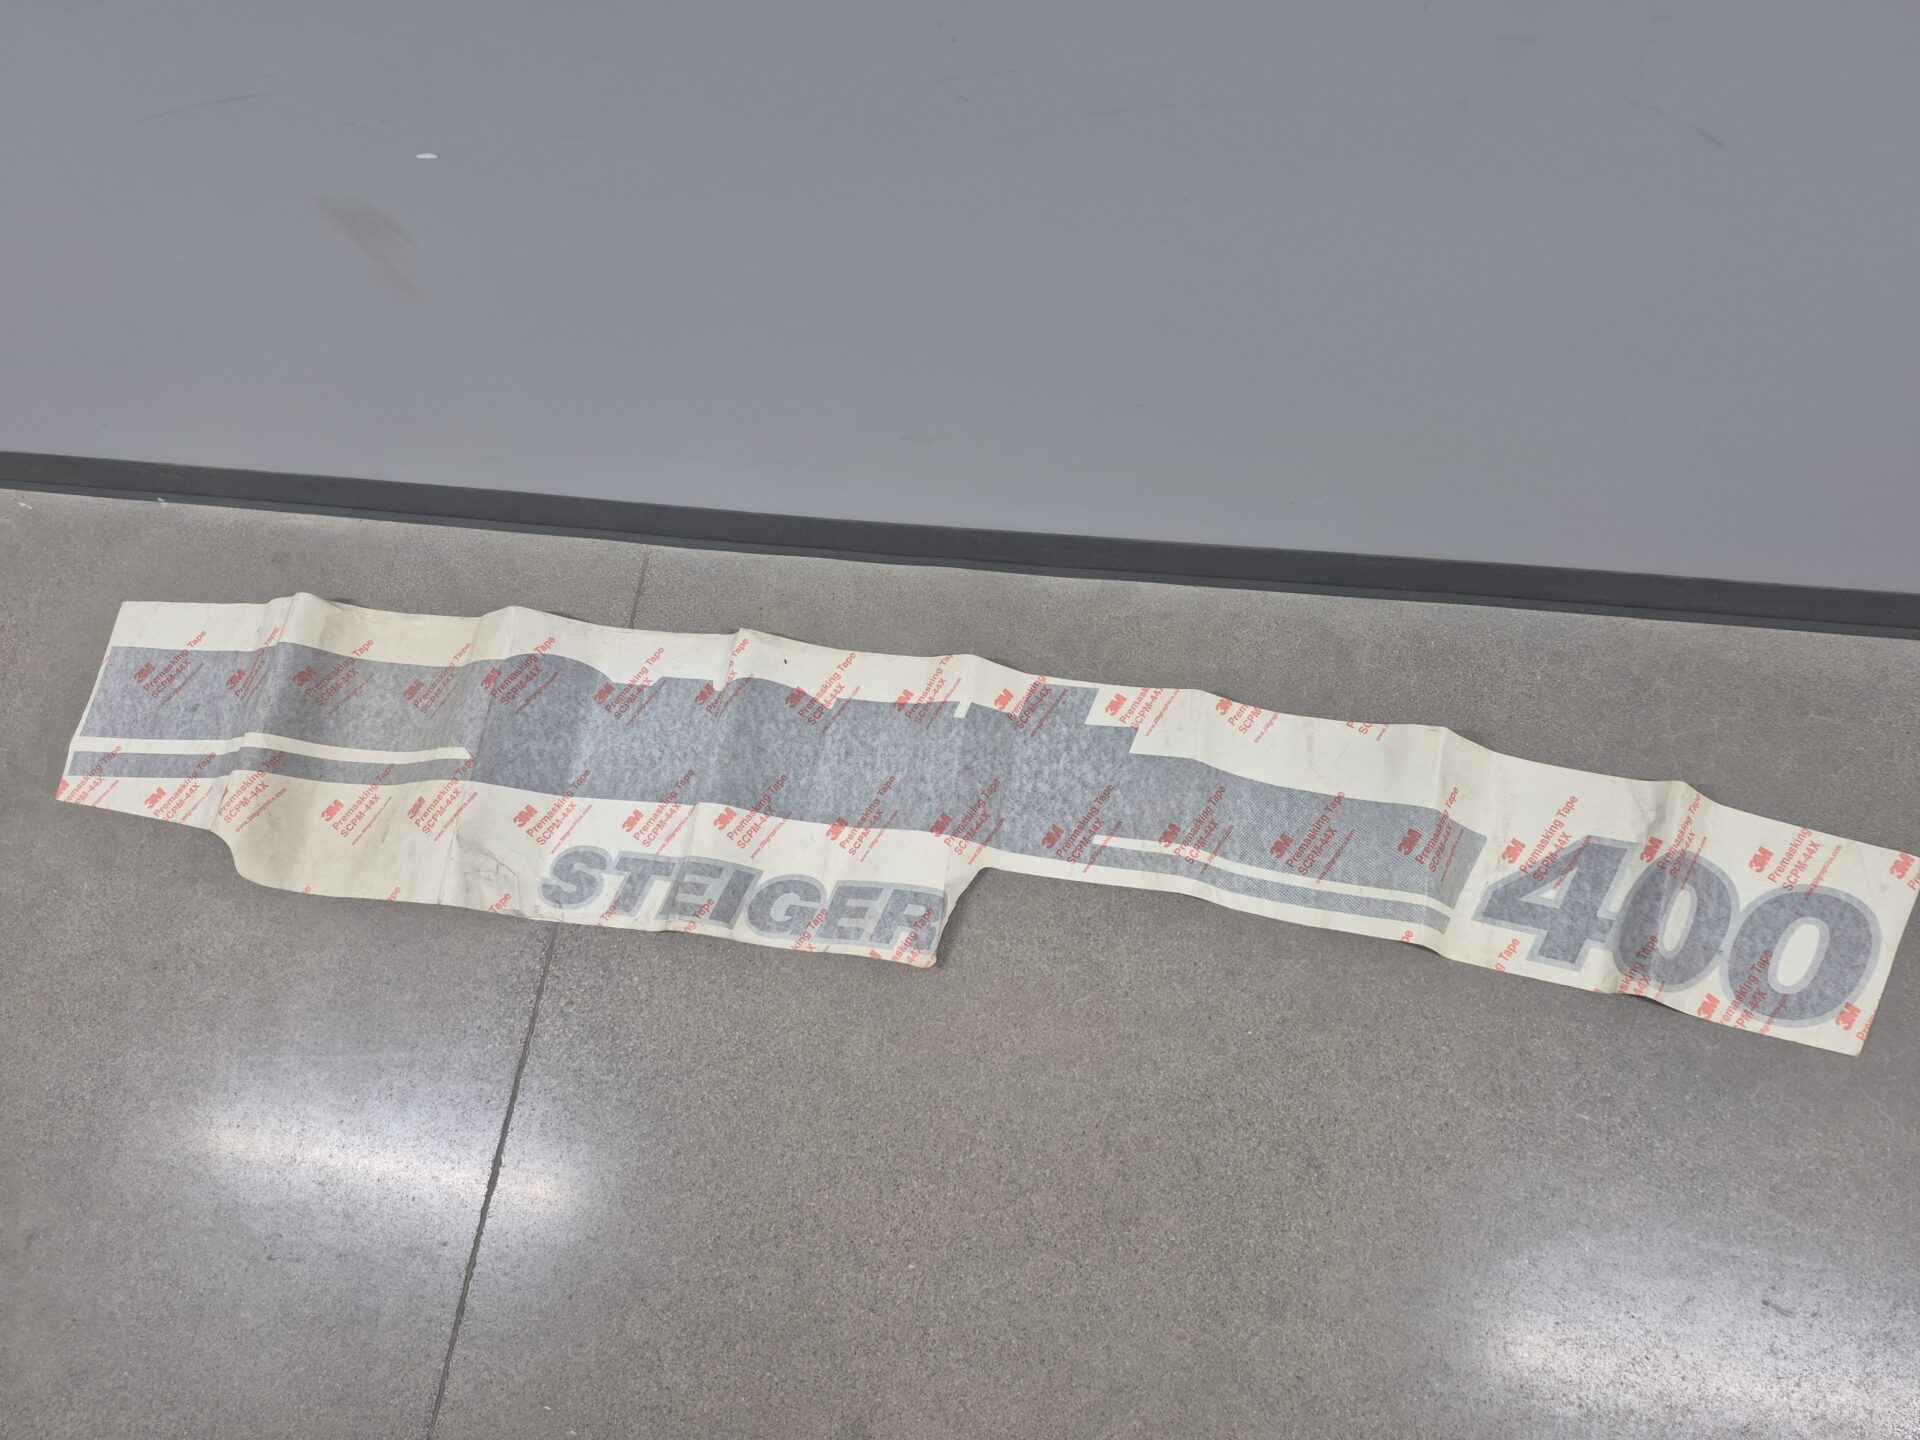 3M Premasking Tape
SCPM-44X
STEIGER
400